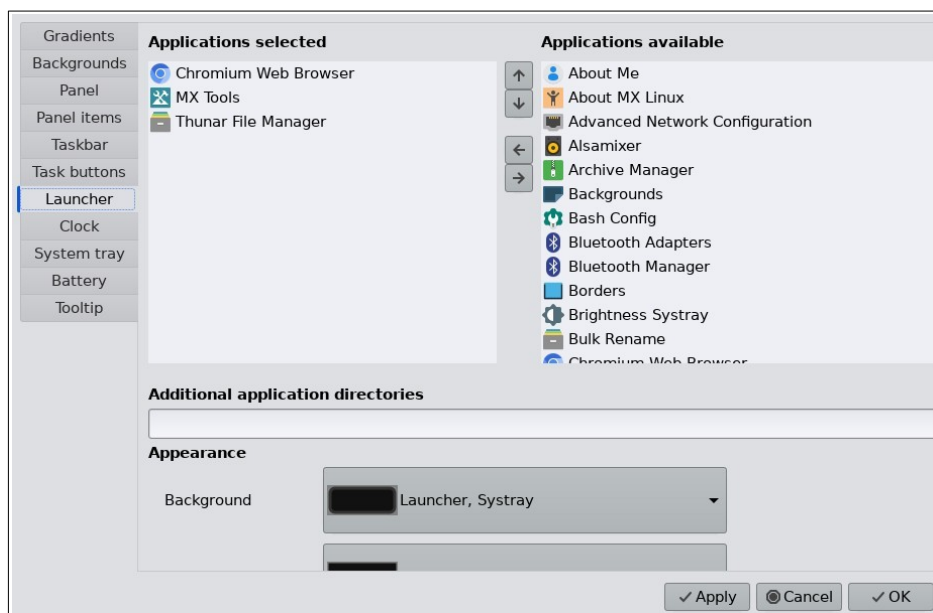 Gradients
Backgrounds
Panel
Panel items
Taskbar
Task buttons
Launcher
Clock
System tray
Battery
Tooltip
Applications selected
Chromium Web Browser
MX Tools
Thunar File Manager
Applications available
About Me
About MX Linux
Advanced Network Configuration
Alsamixer
Archive Manager
Backgrounds
Bash Config
Bluetooth Adapters
Bluetooth Manager
Borders
Brightness Systray
Bulk Rename
Chromium Web Browser
Additional application directories
Appearance
Background
Launcher, Systray
Apply
Cancel
OK